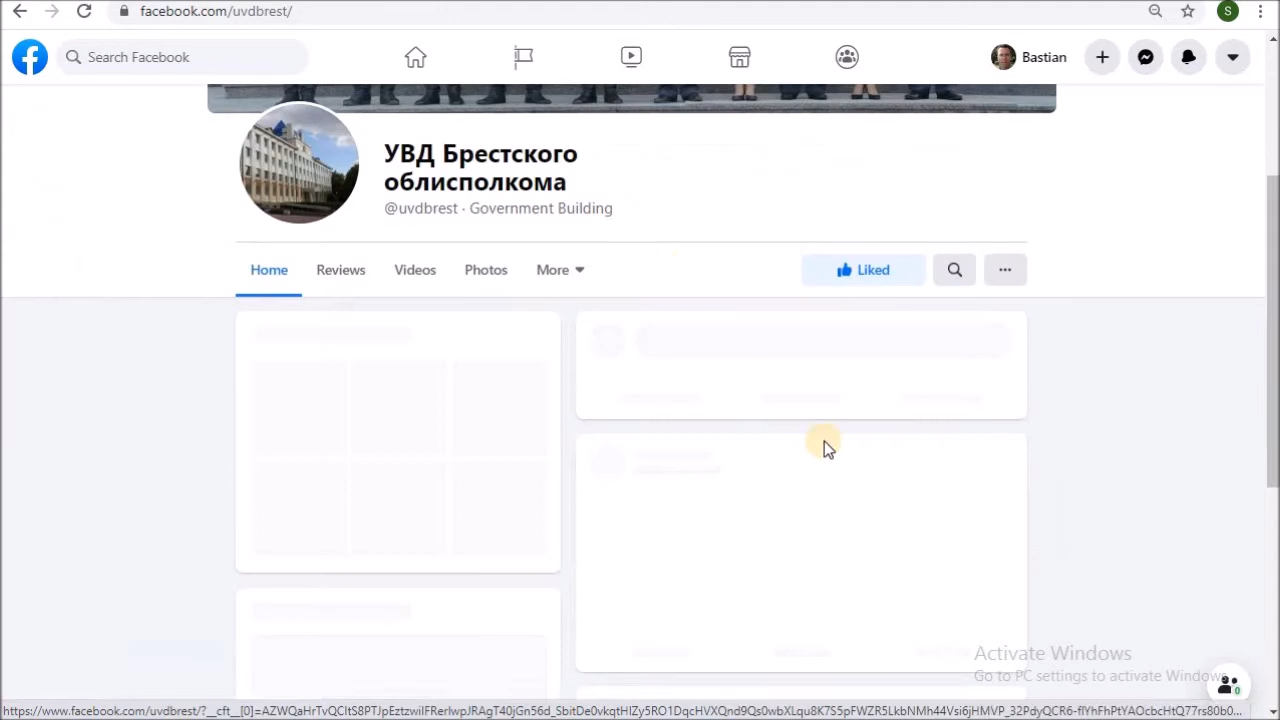 facebook.com/uvdbrest/
S
Search Facebook
Bastian
УВД Брестского
облисполкома
@uvdbrest · Government Building
Home
Reviews
Videos
Photos
More
Liked
Activate Windows
Go to PC settings to activate Windows.
0